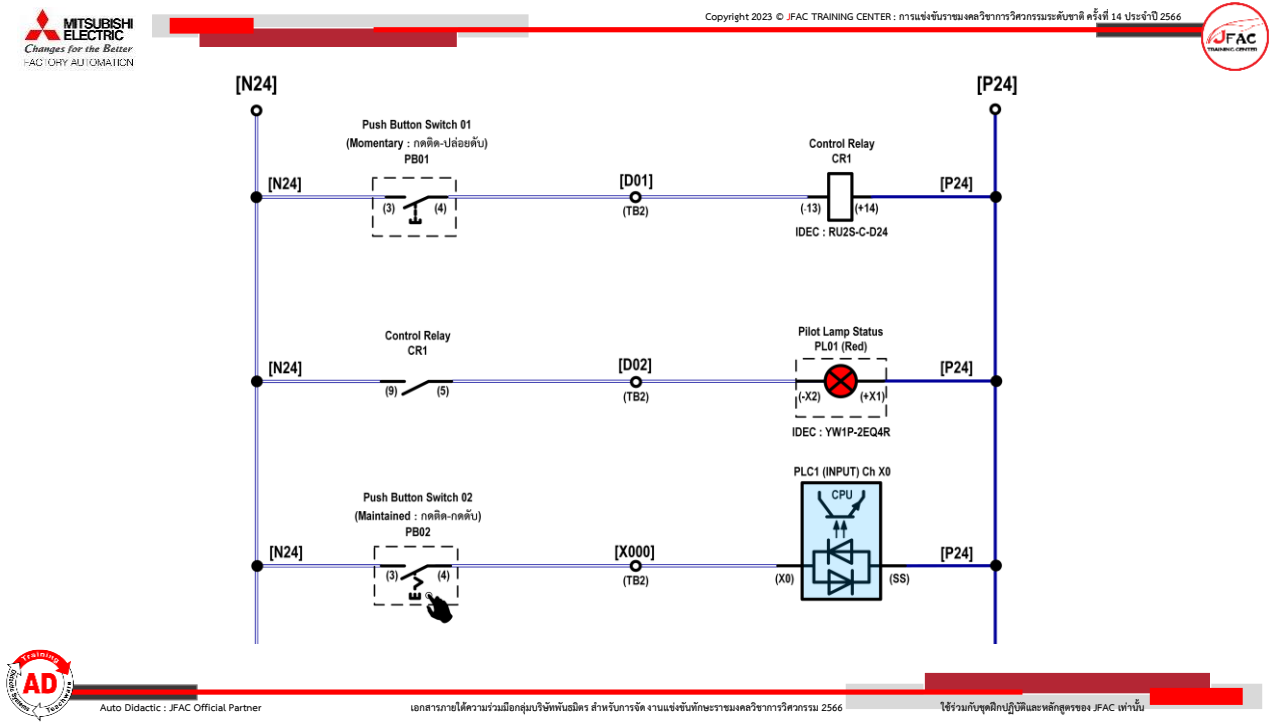 MITSUBISHI
ELECTRIC
Changes for the Better
FACTORY AUTOMATION
Copyright 2023 © JFAC TRAINING CENTER : การแข่งขันราชมงคลวิชาการวิศวกรรมระดับชาติ ครั้งที่ 14 ประจำปี 2566
JFAC
TRAINING CENTER
[N24]
[P24]
Push Button Switch 01
(Momentary : กดติด-ปล่อยดับ)
PB01
Control Relay
CR1
[N24]
[D01]
[P24]
(3)
(4)
(TB2)
(-13)
(+14)
IDEC : RU2S-C-D24
Control Relay
CR1
Pilot Lamp Status
PL01 (Red)
[N24]
[D02]
[P24]
(9)
(5)
(TB2)
(-X2)
(+X1)
IDEC : YW1P-2EQ4R
PLC1 (INPUT) Ch X0
CPU
Push Button Switch 02
(Maintained : กดติด-กดดับ)
PB02
[N24]
[X000]
[P24]
(3)
(4)
(TB2)
(X0)
(SS)
Training
AD
Auto Didactic : JFAC Official Partner
เอกสารภายใต้ความร่วมมือกลุ่มบริษัทพันธมิตร สำหรับการจัด งานแข่งขันทักษะราชมงคลวิชาการวิศวกรรม 2566
ใช้ร่วมกับชุดฝึกปฏิบัติและหลักสูตรของ JFAC เท่านั้น